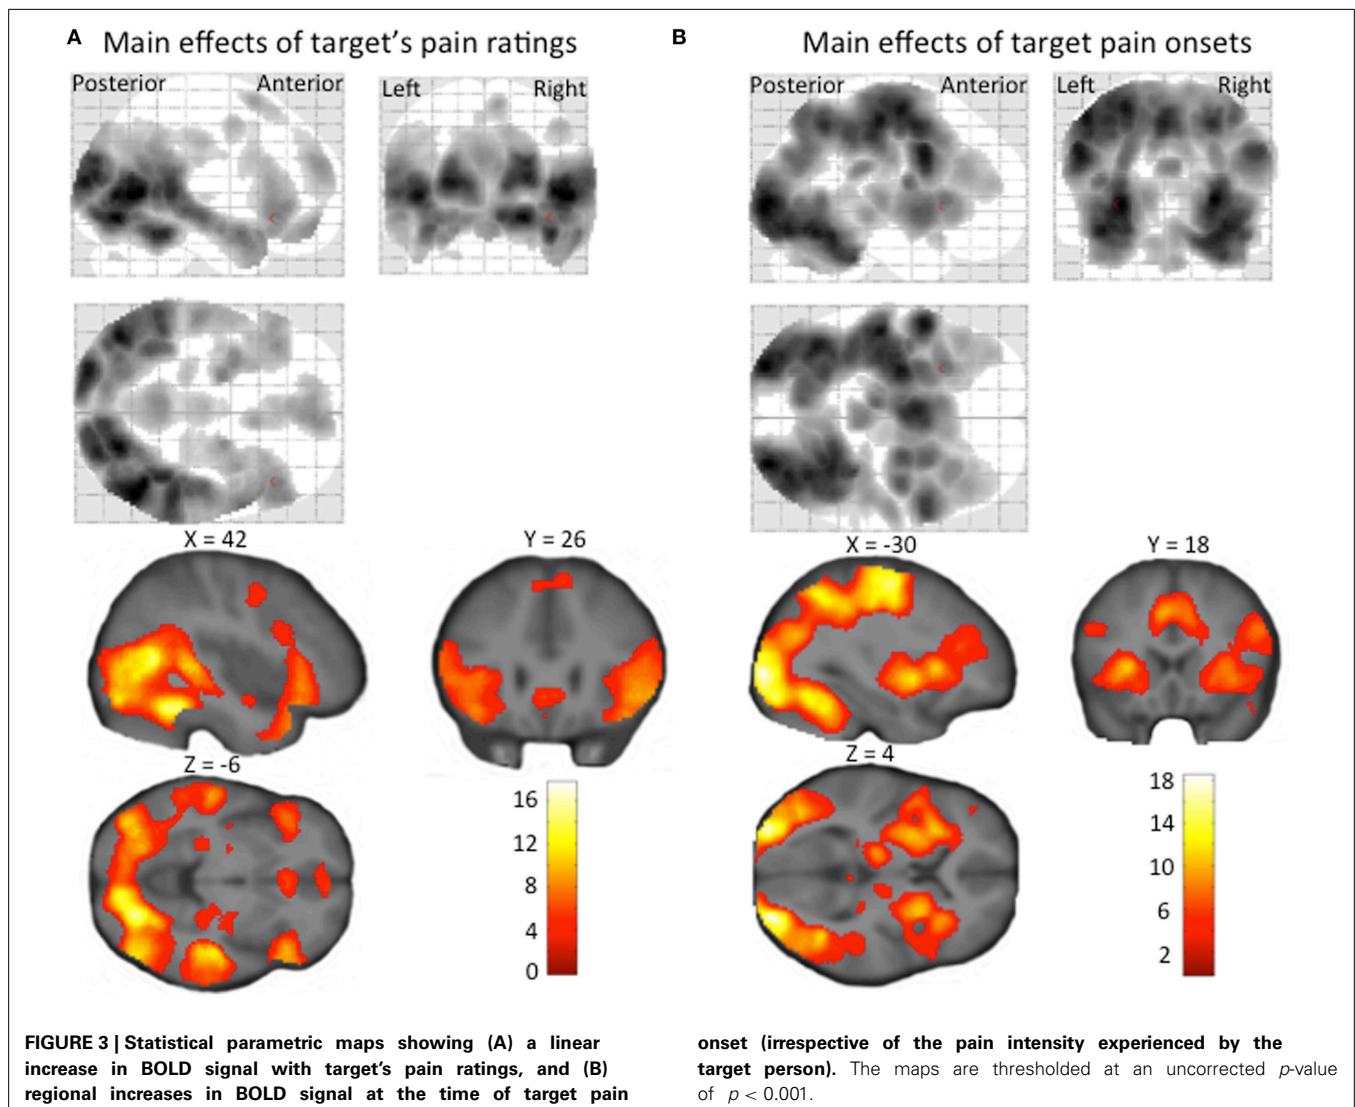 A
Main effects of target's pain ratings
Posterior Anterior
Left Right
X = 42
Y = 26
Z = -6
16
12
8
4
0
B
Main effects of target pain onsets
Posterior Anterior
Left Right
X = -30
Y = 18
Z = 4
18
14
10
6
2
FIGURE 3 | Statistical parametric maps showing (A) a linear
increase in BOLD signal with target's pain ratings, and (B)
regional increases in BOLD signal at the time of target pain
onset (irrespective of the pain intensity experienced by the
target person). The maps are thresholded at an uncorrected p-value
of p < 0.001.